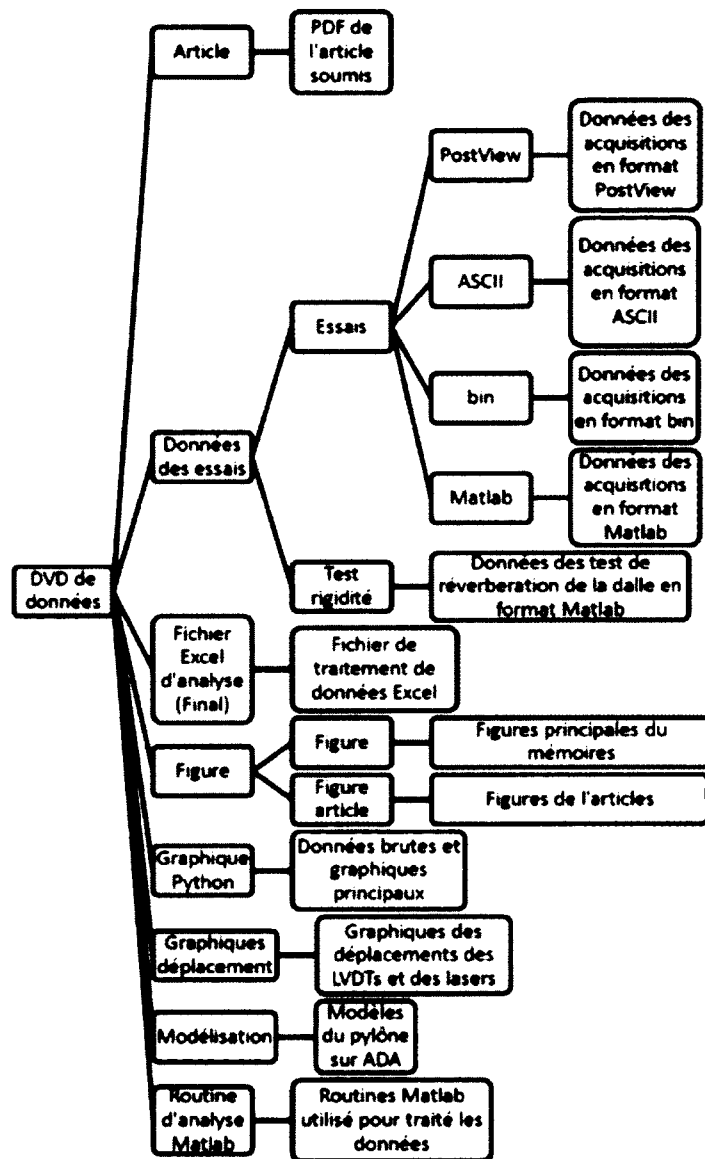 Article
PDF de
l'article
soumis
PostView
Données des
acquisitions
en format
PostView
ASCII
Données des
acquisitions
en format
ASCII
Essais
bin
Données des
acquisitions
en format bin
Données
des essais
Matlab
Données des
acquisitions
en format
Matlab
Test
rigidité
Données des test de
réverberation de la dalle en
format Matlab
DVD de
données
Fichier
Excel
d'analyse
(Final)
Fichier de
traitement de
données Excel
Figure
Figure
Figures principales du
mémoires
Figure
article
Figures de l'articles
Graphique
Python
Données brutes et
graphiques
principaux
Graphiques
déplacement
Graphiques des
déplacements des
LVDTs et des lasers
Modélisation
Modèles
du pylône
sur ADA
Routine
d'analyse
Matlab
Routines Matlab
utilisé pour traité les
données